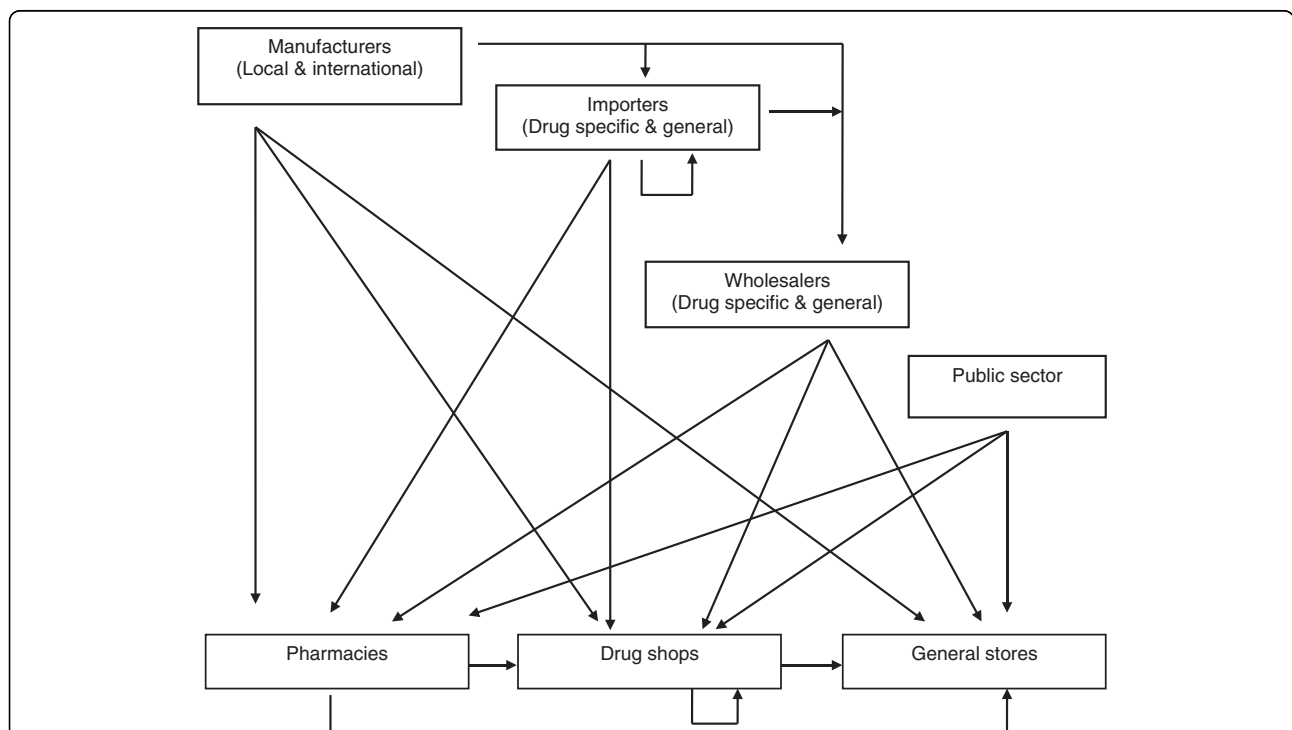 Manufacturers
(Local & international)
Importers
(Drug specific & general)
Wholesalers
(Drug specific & general)
Public sector
Pharmacies
Drug shops
General stores